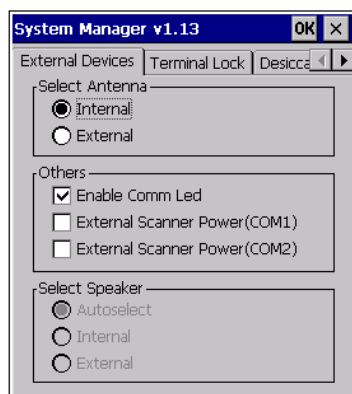 System Manager v1.13 OK ×
External Devices Terminal Lock Desicca
Select Antenna
Internal
External
Others
Enable Comm Led
External Scanner Power(COM1)
External Scanner Power(COM2)
Select Speaker
Autoselect
Internal
External